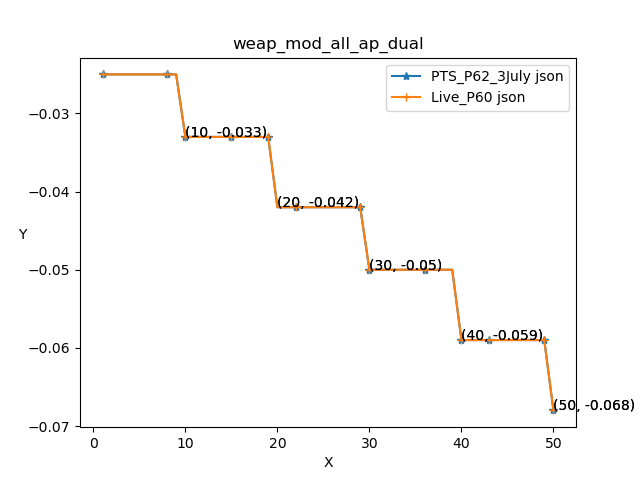 weap_mod_all_ap_dual
PTS_P62_3July json
Live_P60 json
Y
−0.03
−0.04
−0.05
−0.06
−0.07
(10, -0.033)
(20, -0.042)
(30, -0.05)
(40, -0.059)
(50, -0.068)
0 10 20 30 40 50
X